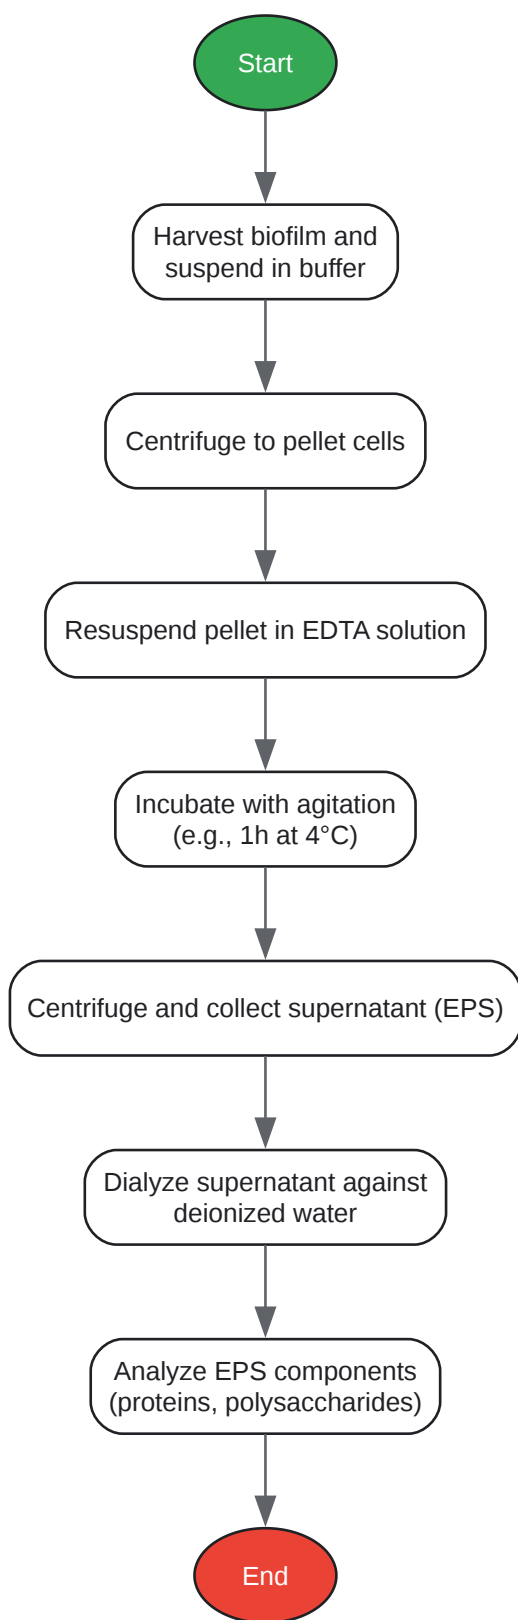 Start
Harvest biofilm and
suspend in buffer
Centrifuge to pellet cells
Resuspend pellet in EDTA solution
Incubate with agitation
(e.g., 1h at 4°C)
Centrifuge and collect supernatant (EPS)
Dialyze supernatant against
deionized water
Analyze EPS components
(proteins, polysaccharides)
End